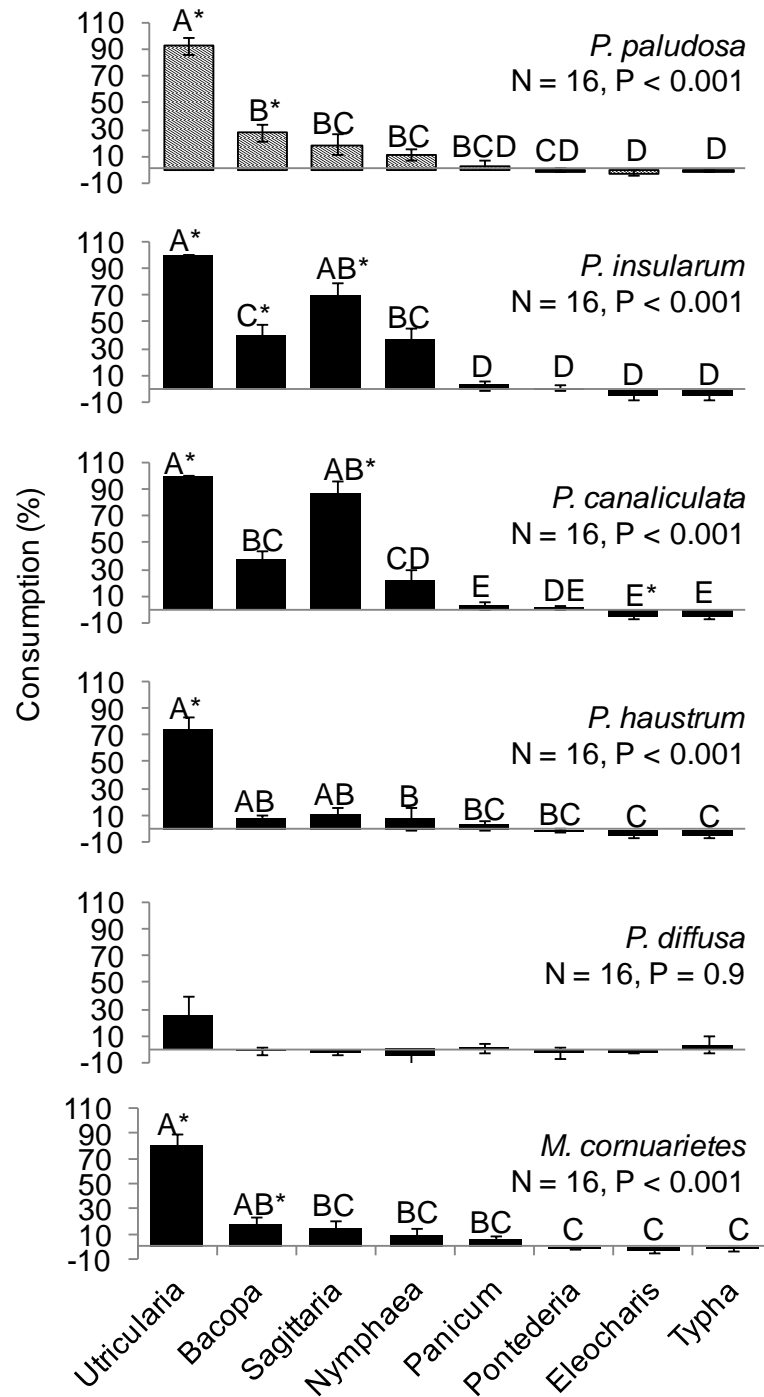 110
A*
90
70
50
30
10
-10
B*
BC
BC
BCD
CD
D
D
P. paludosa
N = 16, P < 0.001
110
A*
90
70
50
30
10
-10
C*
AB*
BC
D
D
D
D
P. insularum
N = 16, P < 0.001
Consumption (%)
110
A*
90
70
50
30
10
-10
BC
AB*
CD
E
DE
E*
E
P. canaliculata
N = 16, P < 0.001
110
A*
90
70
50
30
10
-10
AB
AB
B
BC
BC
C
C
P. haustrum
N = 16, P < 0.001
110
90
70
50
30
10
-10
P. diffusa
N = 16, P = 0.9
110
A*
90
70
50
30
10
-10
AB*
BC
BC
BC
C
C
C
M. cornuarietes
N = 16, P < 0.001
Utricularia
Bacopa
Sagittaria
Nymphaea
Panicum
Pontederia
Eleocharis
Typha